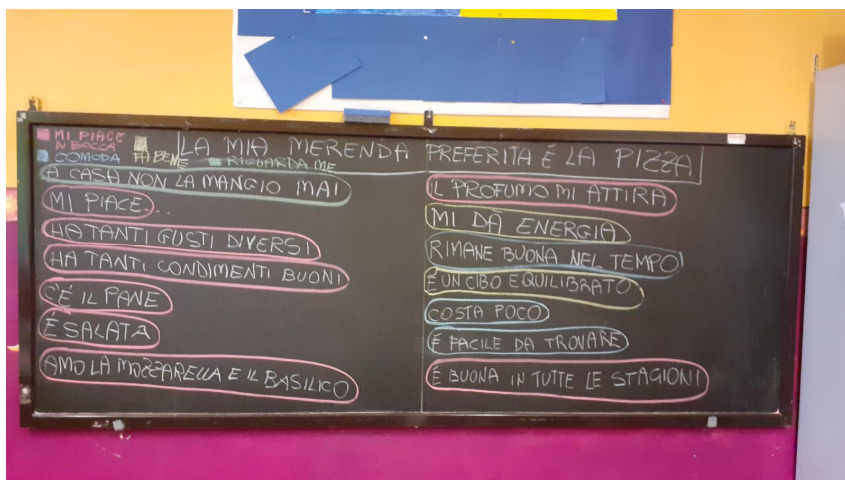 MI PIACE
N BOCCA
COMODA FA BENE
RIGUARDA ME
LA MIA MERENDA PREFERITA É LA PIZZA
A CASA NON LA MANGIO MAI
MI PIACE...
HA TANTI GUSTI DIVERSI
HA TANTI CONDIMENTI BUONI
C'É IL PANE
É SALATA
AMO LA MOZZARELLA E IL BASILICO
IL PROFUMO MI ATTIRA
MI DA ENERGIA
RIMANE BUONA NEL TEMPO
É UN CIBO EQUILIBRATO
COSTA POCO
É FACILE DA TROVARE
É BUONA IN TUTTE LE STAGIONI